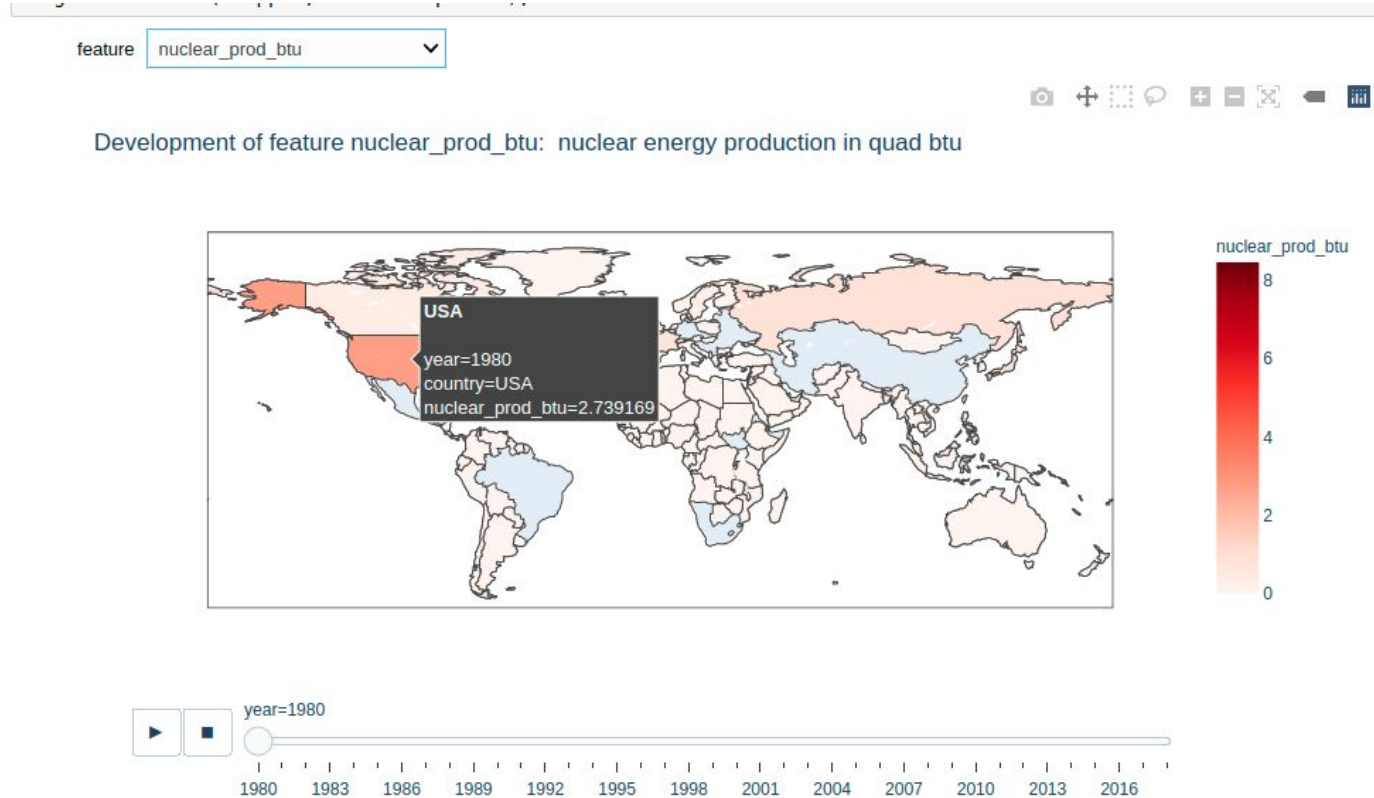 feature nuclear_prod_btu
Development of feature nuclear_prod_btu: nuclear energy production in quad btu
nuclear_prod_btu
8
6
4
2
0
USA
year=1980
country=USA
nuclear_prod_btu=2.739169
year=1980
1980 1983 1986 1989 1992 1995 1998 2001 2004 2007 2010 2013 2016